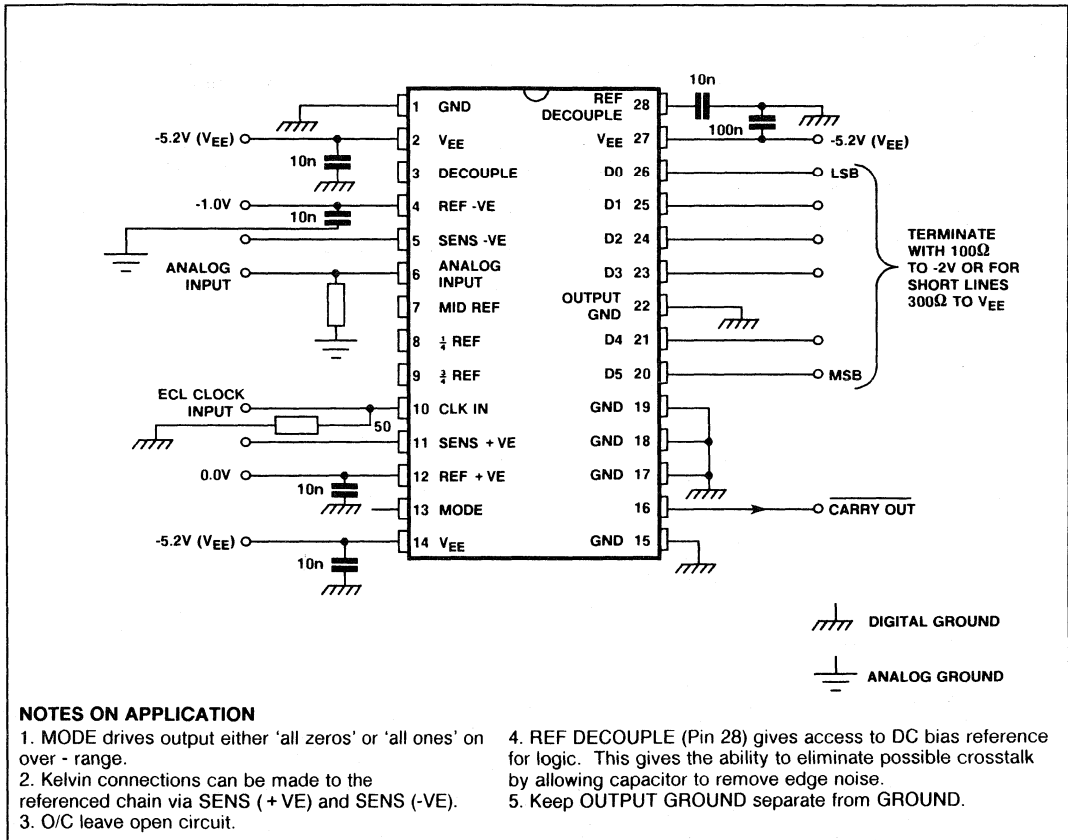 10n
1 GND
REF
DECOUPLE 28
-5.2V (VEE)
2 VEE
100n
VEE 27
-5.2V (VEE)
10n
3 DECOUPLE
D0 26
LSB
-1.0V
10n
4 REF -VE
D1 25
5 SENS -VE
D2 24
ANALOG
INPUT
6 ANALOG
INPUT
D3 23
TERMINATE
WITH 100Ω
TO -2V OR FOR
SHORT LINES
300Ω TO VEE
7 MID REF
OUTPUT
GND 22
8 1/4 REF
D4 21
9 3/4 REF
D5 20
MSB
ECL CLOCK
INPUT
10 CLK IN
GND 19
50
11 SENS +VE
GND 18
0.0V
12 REF +VE
GND 17
10n
13 MODE
16
CARRY OUT
-5.2V (VEE)
14 VEE
GND 15
10n
DIGITAL GROUND
ANALOG GROUND
NOTES ON APPLICATION
1. MODE drives output either 'all zeros' or 'all ones' on
over - range.
2. Kelvin connections can be made to the
referenced chain via SENS (+VE) and SENS (-VE).
3. O/C leave open circuit.
4. REF DECOUPLE (Pin 28) gives access to DC bias reference
for logic. This gives the ability to eliminate possible crosstalk
by allowing capacitor to remove edge noise.
5. Keep OUTPUT GROUND separate from GROUND.